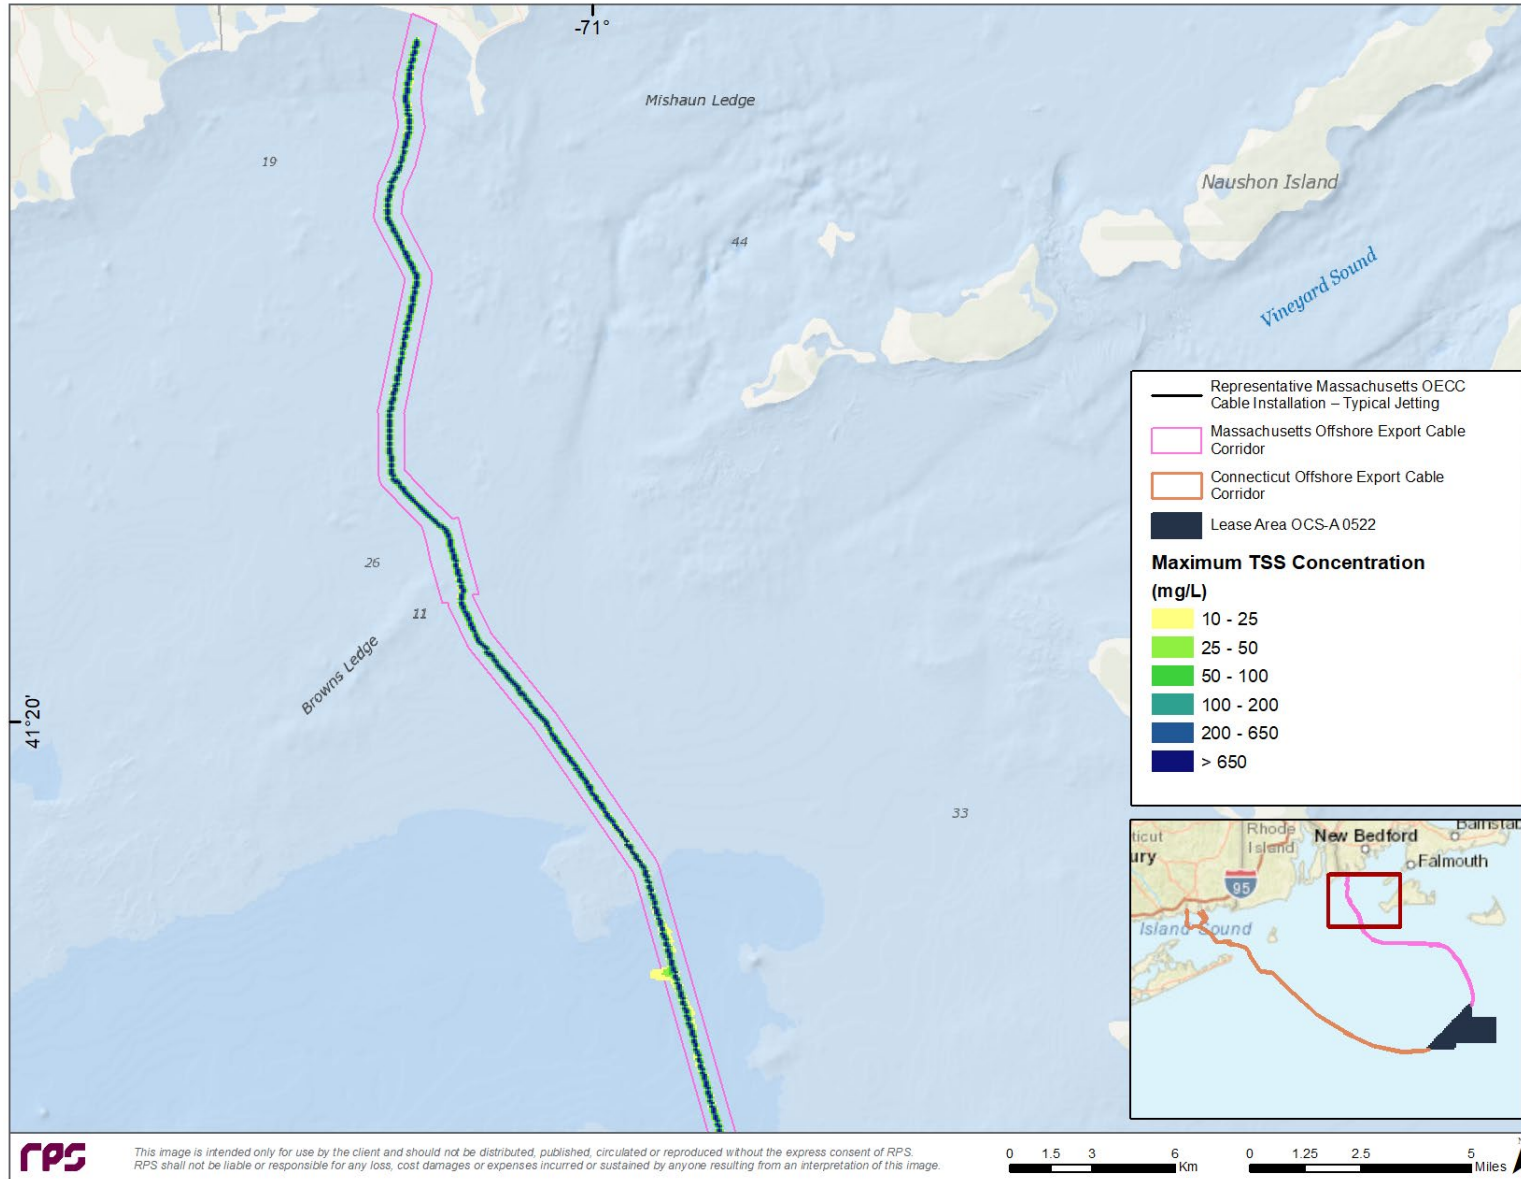 -71°
Mishaun Ledge
19
Naushon Island
44
Vineyard Sound
26
11
Browns Ledge
41°20'
33
Representative Massachusetts OECC
Cable Installation – Typical Jetting
Massachusetts Offshore Export Cable
Corridor
Connecticut Offshore Export Cable
Corridor
Lease Area OCS-A 0522
Maximum TSS Concentration
(mg/L)
10 - 25
25 - 50
50 - 100
100 - 200
200 - 650
> 650
ticut
Rhode
Island
New Bedford
Barnstab
ury
Falmouth
95
Island Sound
rps
This image is intended only for use by the client and should not be distributed, published, circulated or reproduced without the express consent of RPS.
RPS shall not be liable or responsible for any loss, cost damages or expenses incurred or sustained by anyone resulting from an interpretation of this image.
0 1.5 3 6
Km
0 1.25 2.5 5
Miles